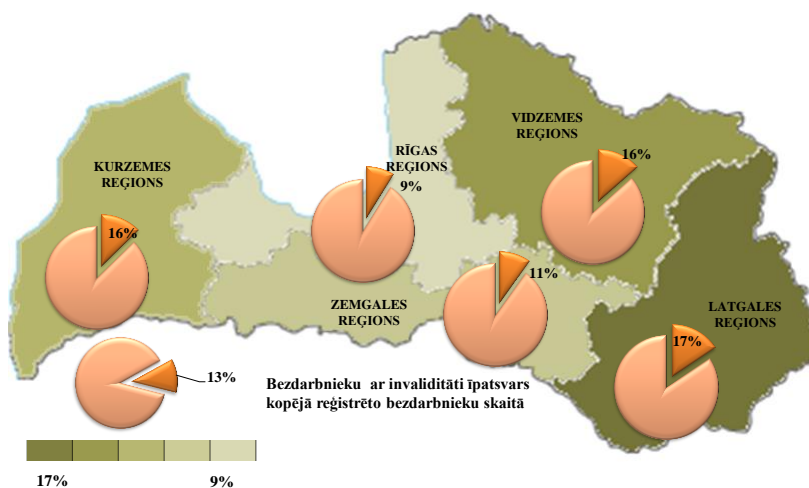 VIDZEMES
REĢIONS
16%
RĪGAS
REĢIONS
9%
KURZEMES
REĢIONS
16%
11%
ZEMGALES
REĢIONS
LATGALES
REĢIONS
17%
13%
Bezdarbnieku ar invaliditāti īpatsvars
kopējā reģistrēto bezdarbnieku skaitā
17% 9%